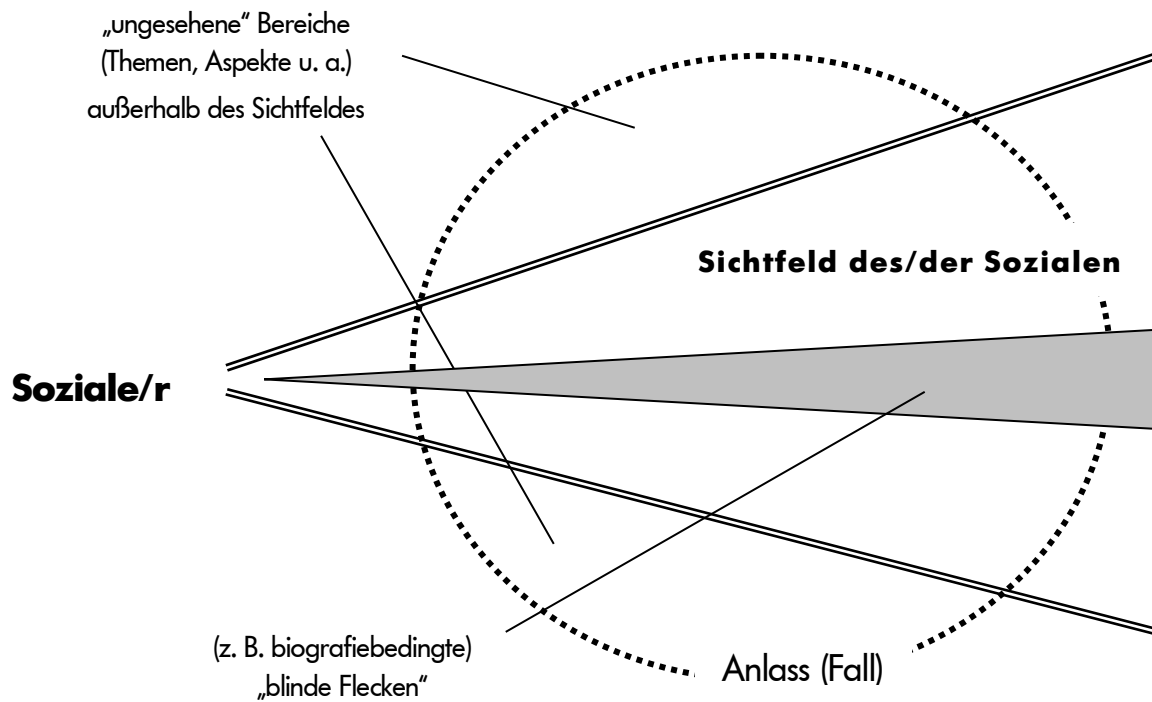 „ungesehene“ Bereiche
(Themen, Aspekte u. a.)
außerhalb des Sichtfeldes
Sichtfeld des/der Sozialen
Soziale/r
(z. B. biografiebedingte)
„blinde Flecken“
Anlass (Fall)